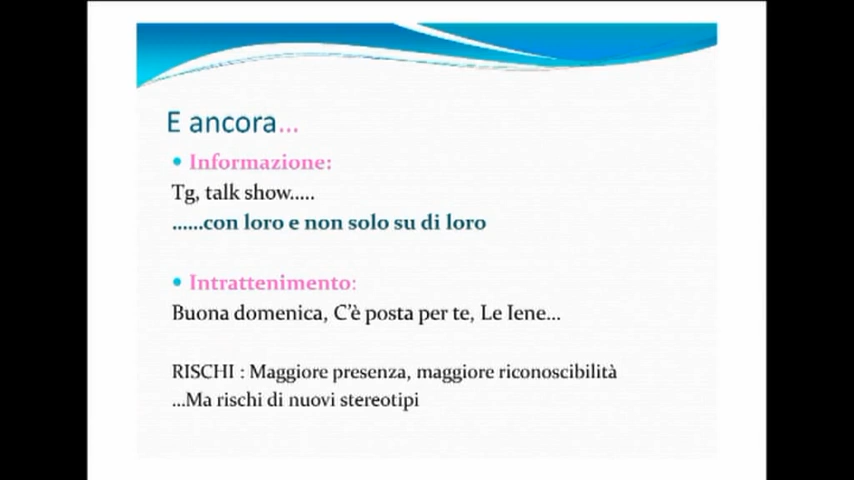 E ancora...
• Informazione:
Tg, talk show.....
......con loro e non solo su di loro
• Intrattenimento:
Buona domenica, C'è posta per te, Le Iene...
RISCHI : Maggiore presenza, maggiore riconoscibilità
...Ma rischi di nuovi stereotipi